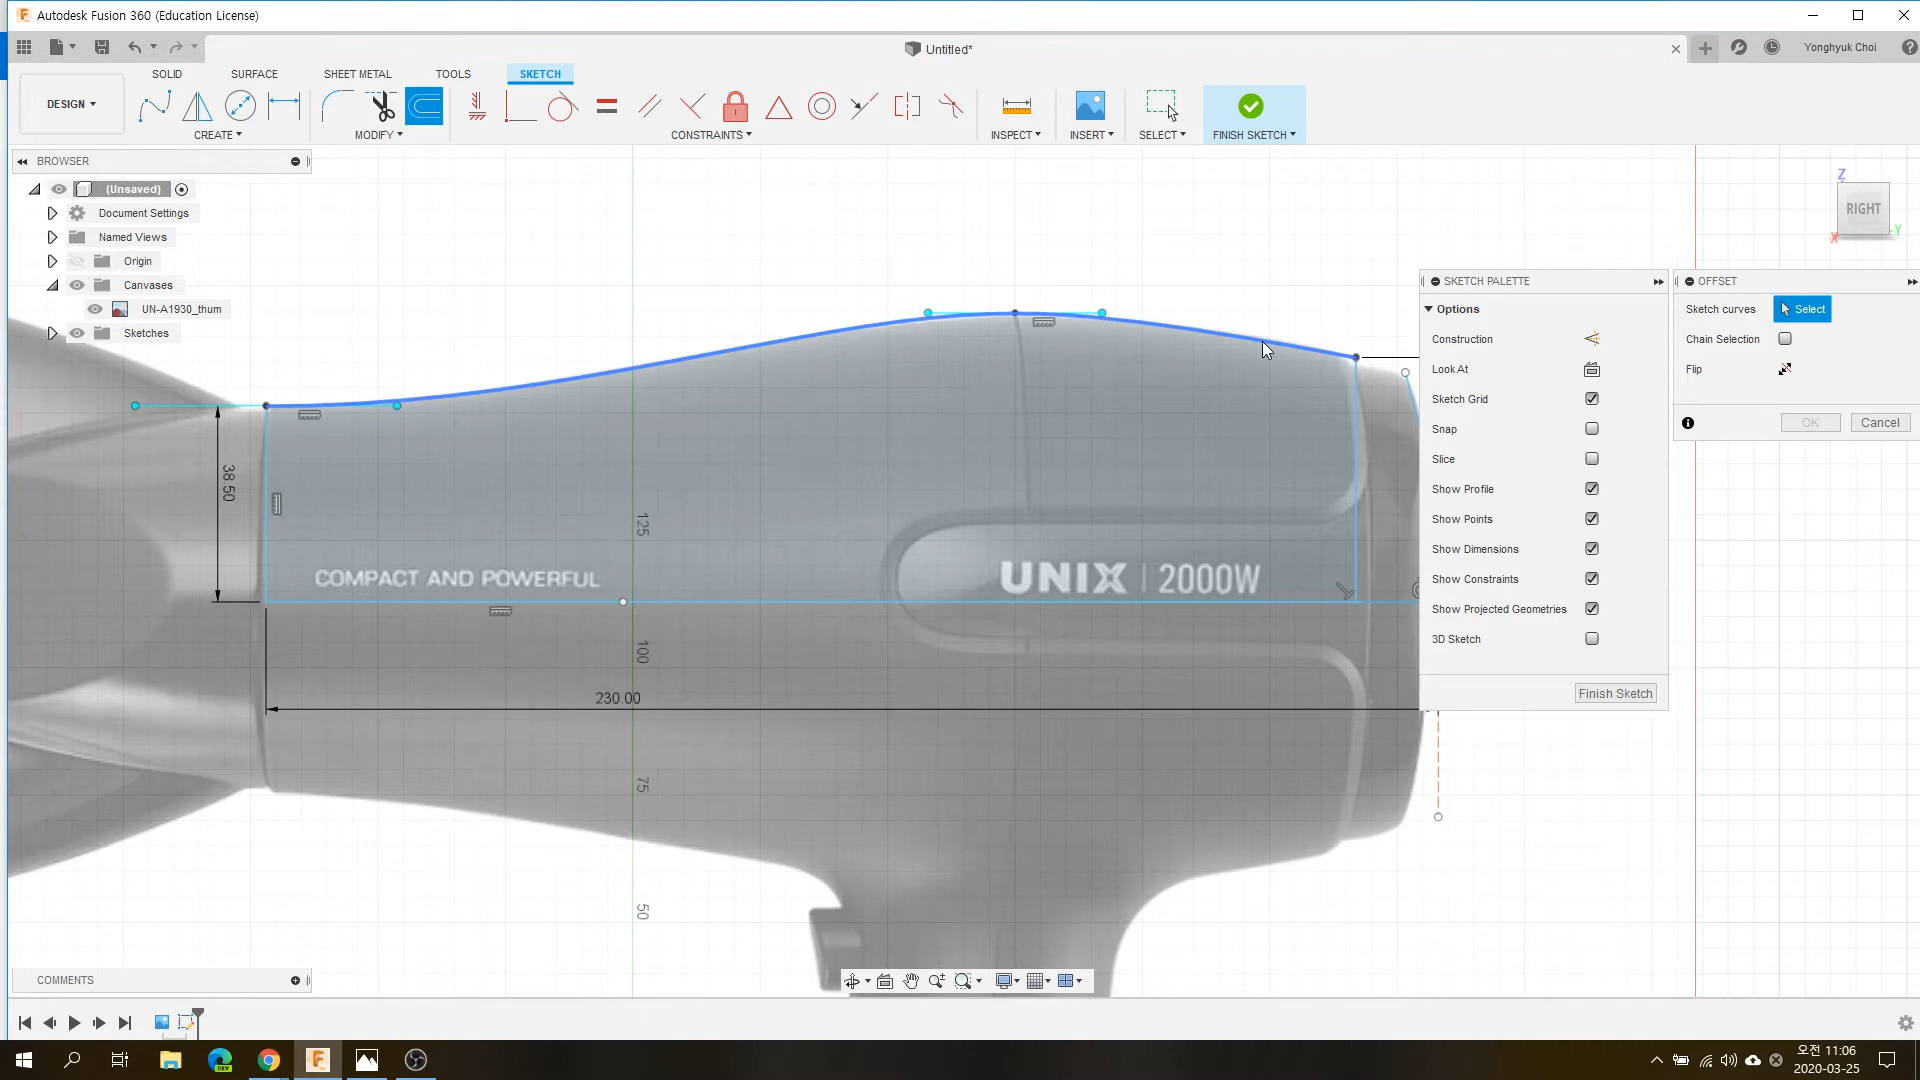 Autodesk Fusion 360 (Education License)
Untitled*
Yonghyuk Choi
SOLID
SURFACE
SHEET METAL
TOOLS
SKETCH
DESIGN
CREATE
MODIFY
CONSTRAINTS
INSPECT
INSERT
SELECT
FINISH SKETCH
BROWSER
(Unsaved)
Document Settings
Named Views
Origin
Canvases
UN-A1930_thum
Sketches
Z
RIGHT
X
Y
SKETCH PALETTE
Options
Construction
Look At
Sketch Grid
Snap
Slice
Show Profile
Show Points
Show Dimensions
Show Constraints
Show Projected Geometries
3D Sketch
Finish Sketch
OFFSET
Sketch curves
Select
Chain Selection
Flip
OK
Cancel
38.50
125
COMPACT AND POWERFUL
UNIX | 2000W
100
230.00
75
50
COMMENTS
DEV
오전 11:06
2020-03-25